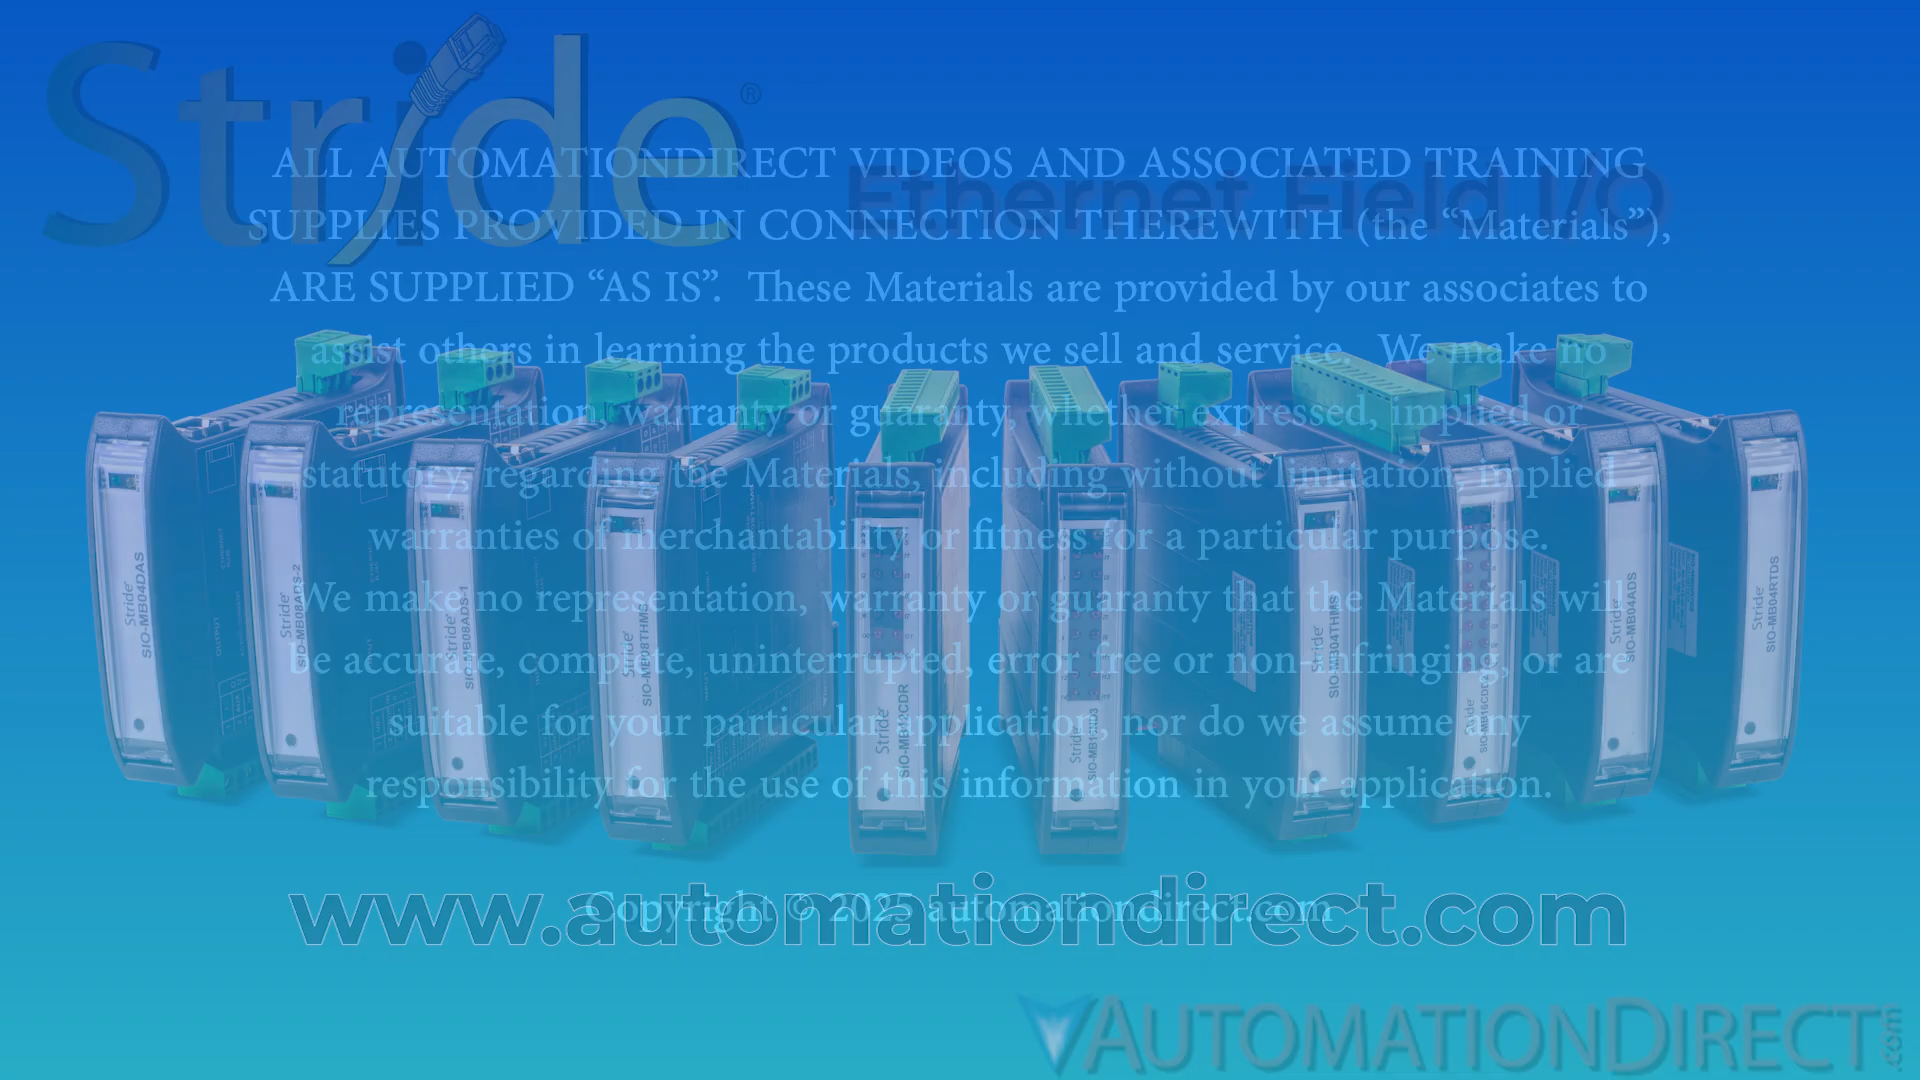 Stride®
Ethernet Field I/O
ALL AUTOMATIONDIRECT VIDEOS AND ASSOCIATED TRAINING
SUPPLIES PROVIDED IN CONNECTION THEREWITH (the “Materials”),
ARE SUPPLIED “AS IS”. These Materials are provided by our associates to
assist others in learning the products we sell and service. We make no
representation, warranty or guaranty, whether expressed, implied or
statutory, regarding the Materials, including without limitation, implied
warranties of merchantability or fitness for a particular purpose.
We make no representation, warranty or guaranty that the Materials will
be accurate, complete, uninterrupted, error free or non-infringing, or are
suitable for your particular application, nor do we assume any
responsibility for the use of this information in your application.
Stride
SIO-MB04DAS
Stride
SIO-MB08ADS-2
Stride
SIO-MB08ADS-1
Stride
SIO-MB08THMS
Stride
SIO-MB12CDR
Stride
SIO-MB16ND3
Stride
SIO-MB04THMS
Stride
Stride
SIO-MB04ADS
Stride
SIO-MB04RTDS
www.automationdirect.com
Copyright © 2025 automationdirect.com
AUTOMATIONDIRECT.com